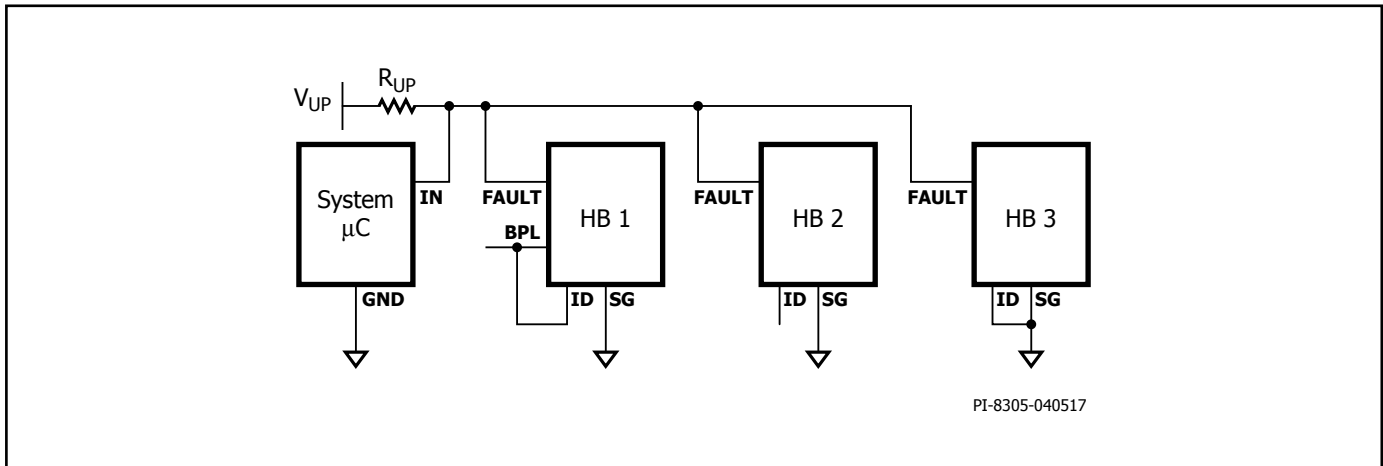 V_UP
R_UP
System
μC
IN
GND
FAULT
BPL
HB 1
ID
SG
FAULT
HB 2
ID
SG
FAULT
HB 3
ID
SG
PI-8305-040517